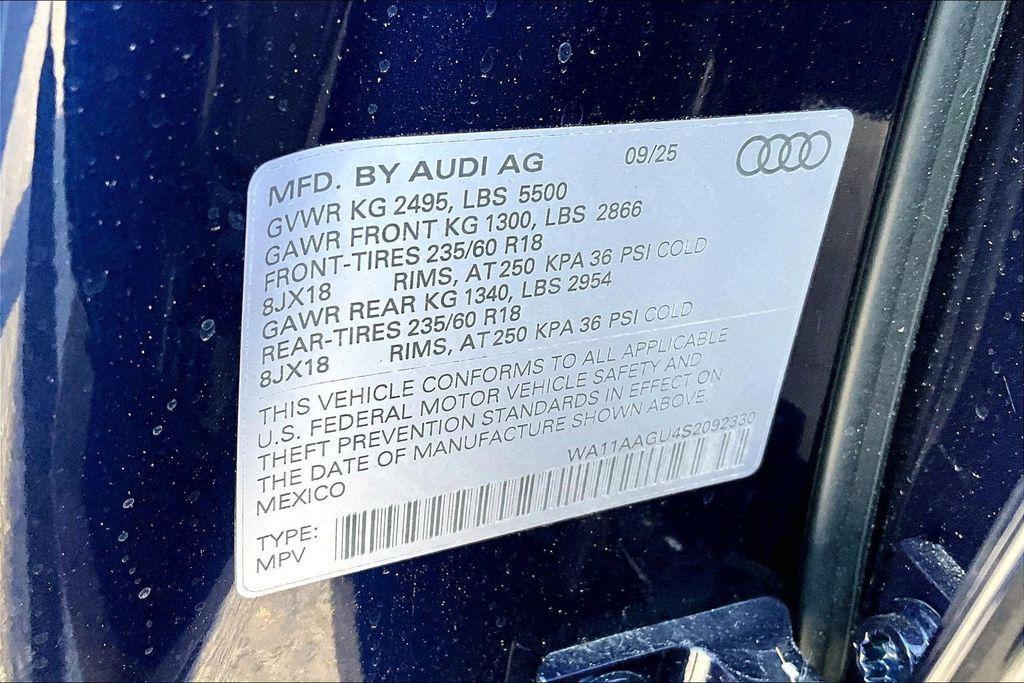 MFD. BY AUDI AG 09/25
GVWR KG 2495, LBS 5500
GAWR FRONT KG 1300, LBS 2866
FRONT-TIRES 235/60 R18
8JX18 RIMS, AT 250 KPA 36 PSI COLD
GAWR REAR KG 1340, LBS 2954
REAR-TIRES 235/60 R18
8JX18 RIMS, AT 250 KPA 36 PSI COLD
THIS VEHICLE CONFORMS TO ALL APPLICABLE
U.S. FEDERAL MOTOR VEHICLE SAFETY AND
THEFT PREVENTION STANDARDS IN EFFECT ON
THE DATE OF MANUFACTURE SHOWN ABOVE.
MEXICO WA11AAGU4S2092330
TYPE:
MPV